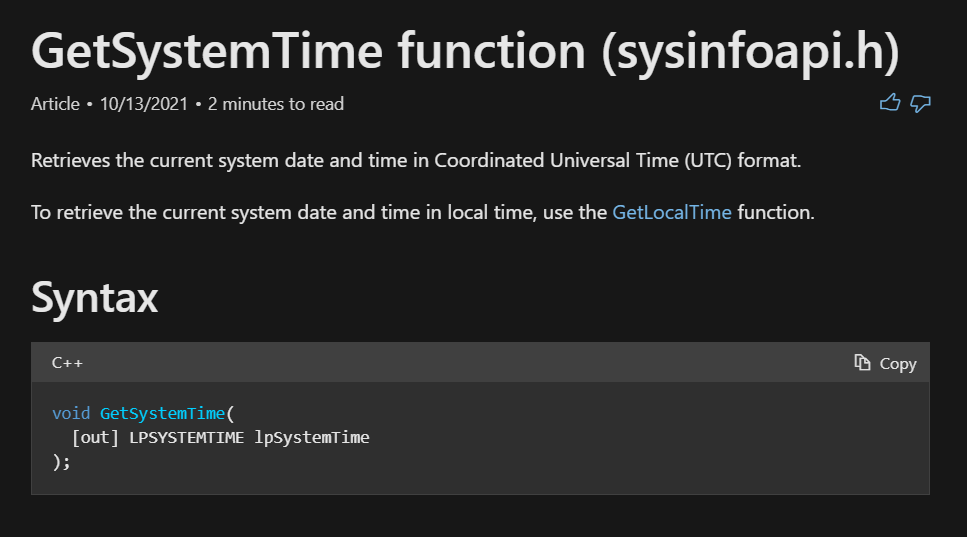 GetSystemTime function (sysinfoapi.h)
Article • 10/13/2021 • 2 minutes to read
Retrieves the current system date and time in Coordinated Universal Time (UTC) format.
To retrieve the current system date and time in local time, use the GetLocalTime function.
Syntax
C++
Copy
void GetSystemTime(
  [out] LPSYSTEMTIME lpSystemTime
);